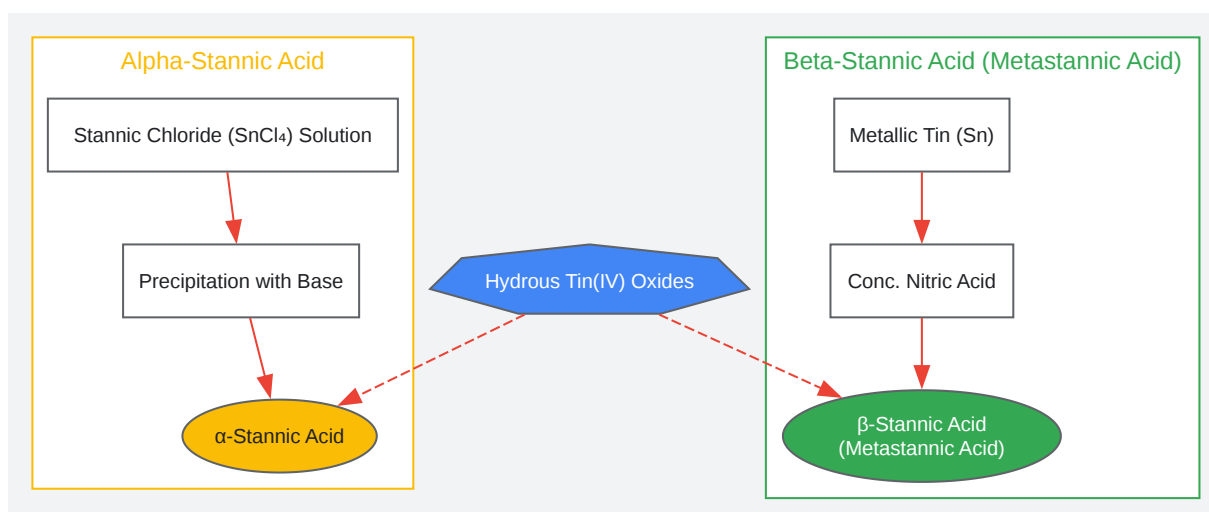 Alpha-Stannic Acid
Stannic Chloride (SnCl₄) Solution
Precipitation with Base
α-Stannic Acid
Hydrous Tin(IV) Oxides
Beta-Stannic Acid (Metastannic Acid)
Metallic Tin (Sn)
Conc. Nitric Acid
β-Stannic Acid
(Metastannic Acid)